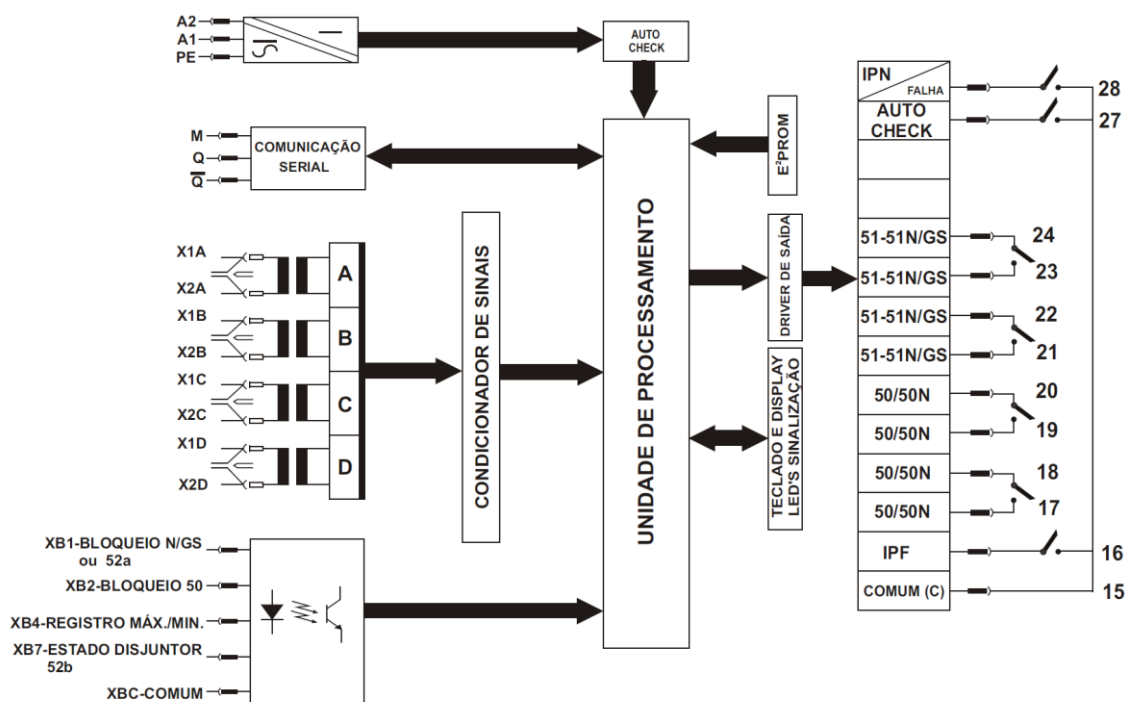 A2
A1
PE
AUTO
CHECK
M
Q
Q̅
COMUNICAÇÃO
SERIAL
E²PROM
X1A
X2A
X1B
X2B
X1C
X2C
X1D
X2D
A
B
C
D
CONDICIONADOR DE SINAIS
UNIDADE DE PROCESSAMENTO
DRIVER DE SAÍDA
TECLADO E DISPLAY
LED'S SINALIZAÇÃO
XB1-BLOQUEIO N/GS
ou 52a
XB2-BLOQUEIO 50
XB4-REGISTRO MÁX./MIN.
XB7-ESTADO DISJUNTOR
52b
XBC-COMUM
IPN
FALHA
28
AUTO
CHECK
27
51-51N/GS
24
51-51N/GS
23
51-51N/GS
22
51-51N/GS
21
50/50N
20
50/50N
19
50/50N
18
50/50N
17
IPF
16
COMUM (C)
15